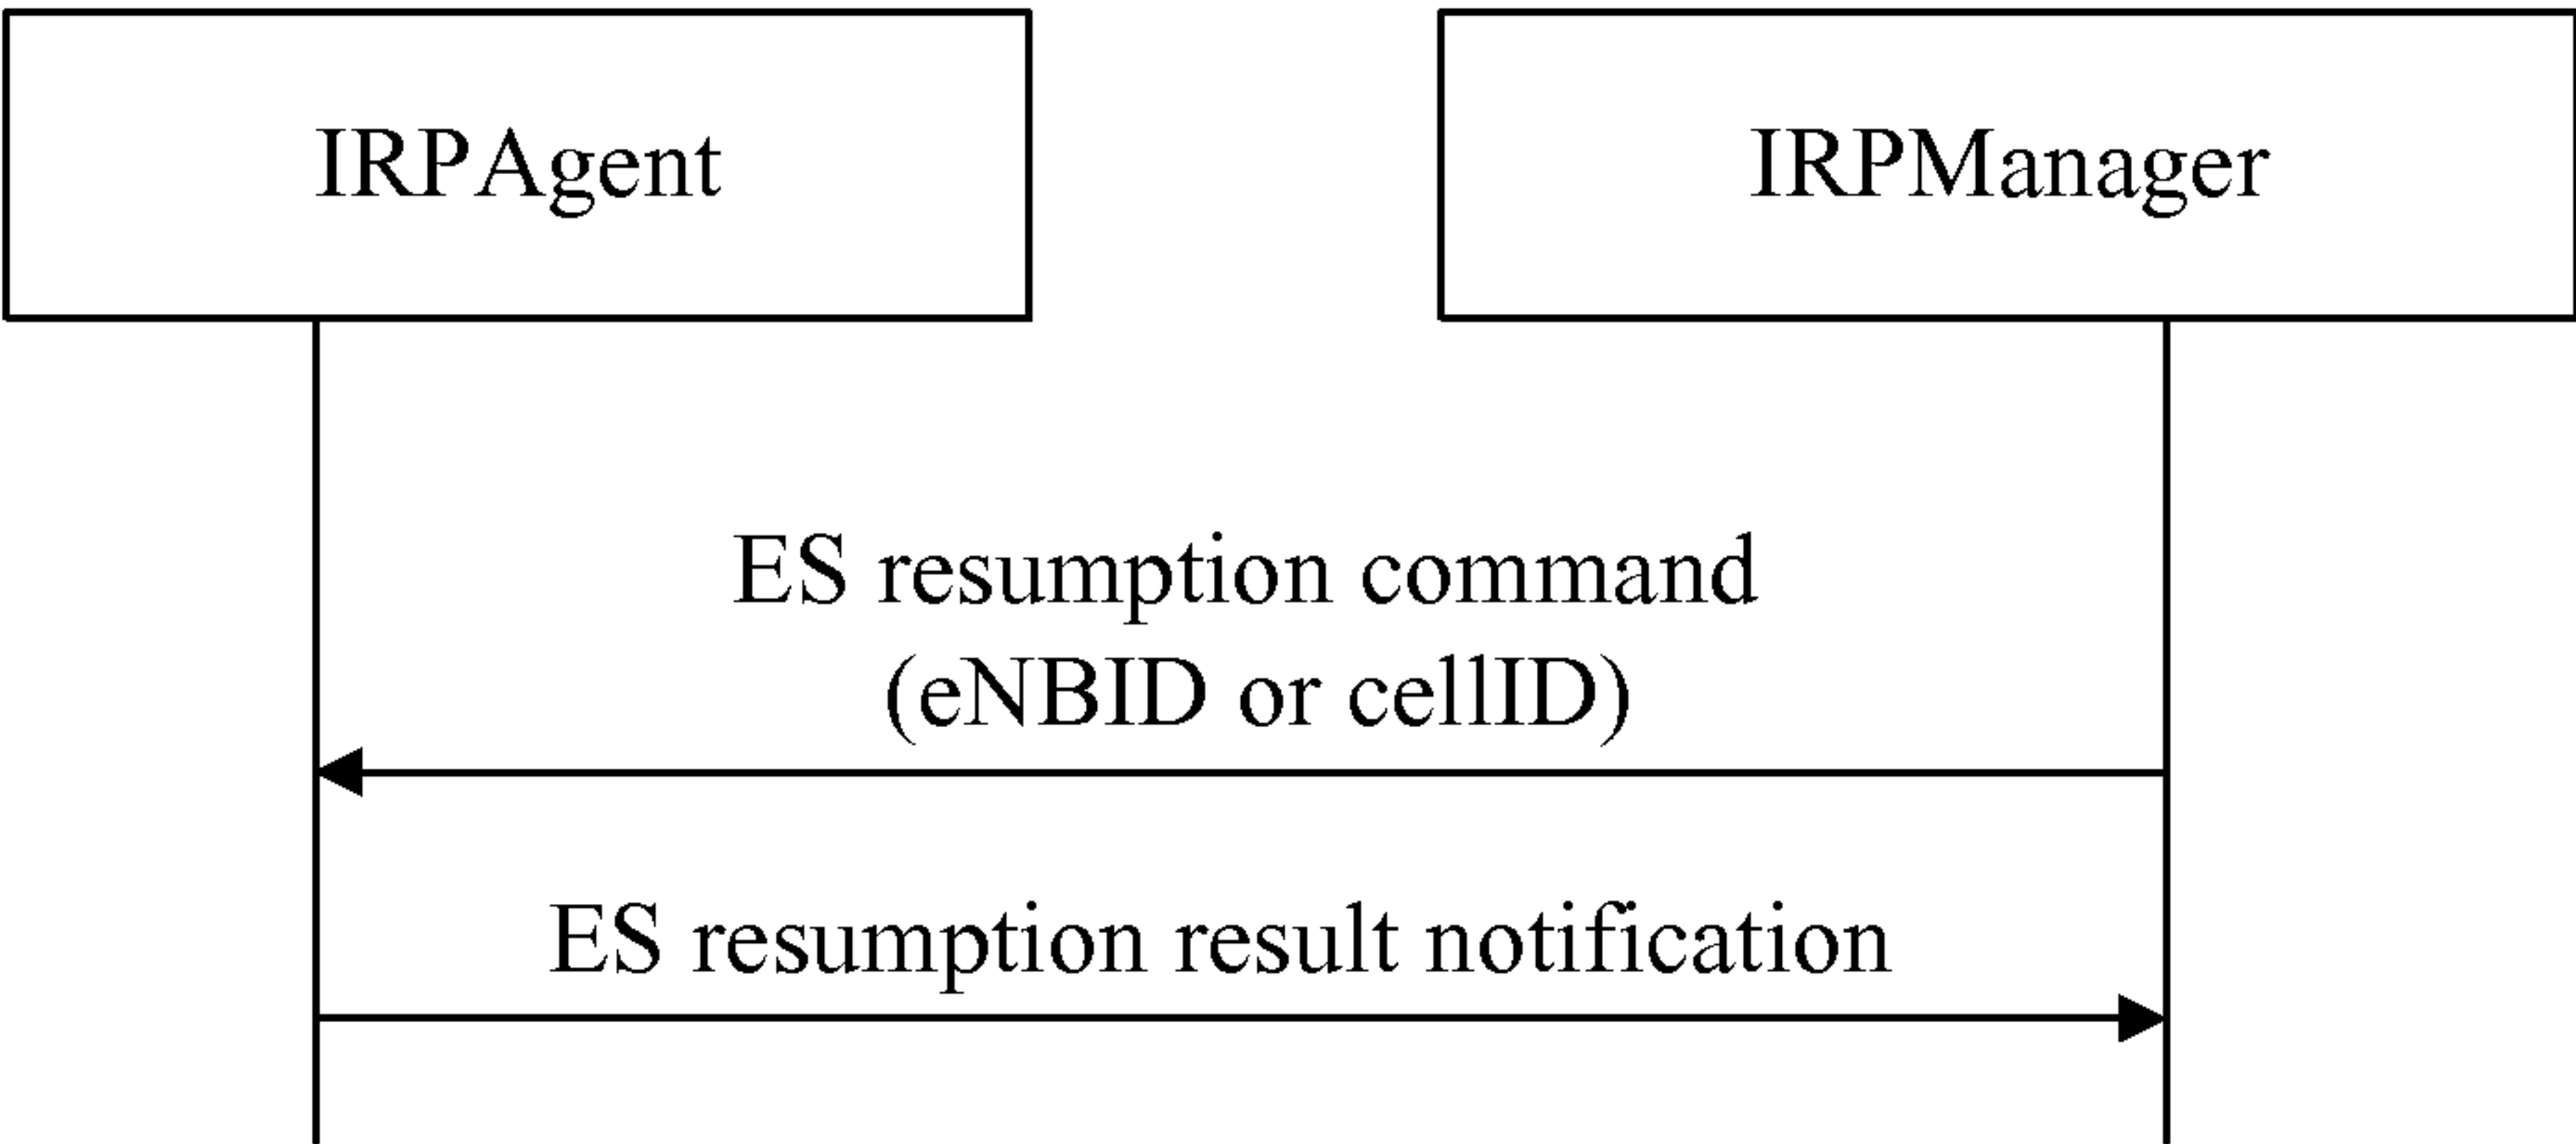 IRPAgent
IRPManager
ES resumption command
(eNBID or cellID)
ES resumption result notification